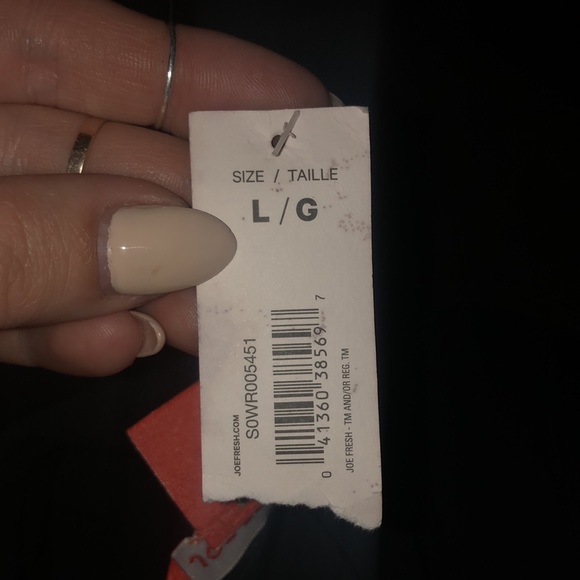 SIZE / TAILLE
L / G
JOEFRESH.COM
S0WR005451
0 41360 38569 7
JOE FRESH - TM AND/OR REG. TM